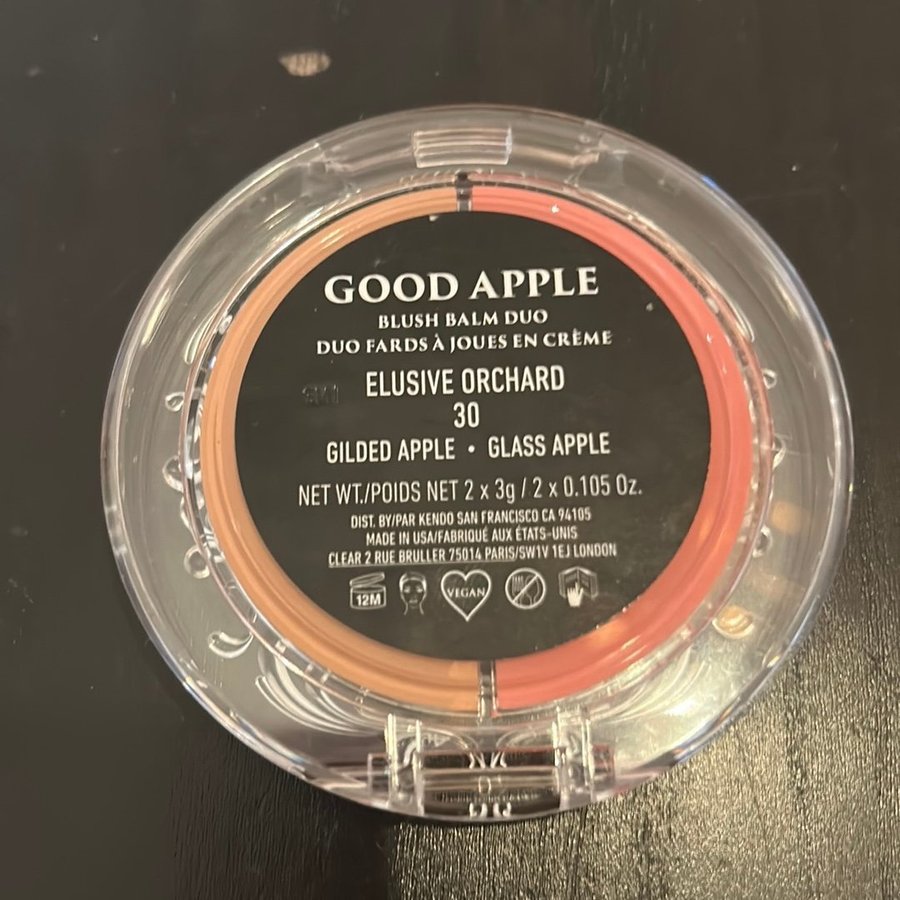 GOOD APPLE
BLUSH BALM DUO
DUO FARDS À JOUES EN CRÈME
ELUSIVE ORCHARD
30
GILDED APPLE • GLASS APPLE
NET WT./POIDS NET 2 x 3g / 2 x 0.105 Oz.
DIST. BY/PAR KENDO SAN FRANCISCO CA 94105
MADE IN USA/FABRIQUÉ AUX ÉTATS-UNIS
CLEAR 2 RUE BRULLER 75014 PARIS/SW1V 1EJ LONDON
12M VEGAN